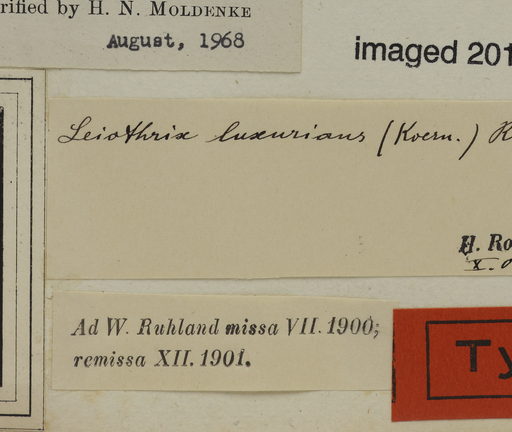 rified by H. N. MOLDENKE
August, 1968
imaged 201
Leiothrix luxurians (Koern.) R
H. Ro
X.
Ad W. Ruhland missa VII. 1900;
remissa XII. 1901.
Ty